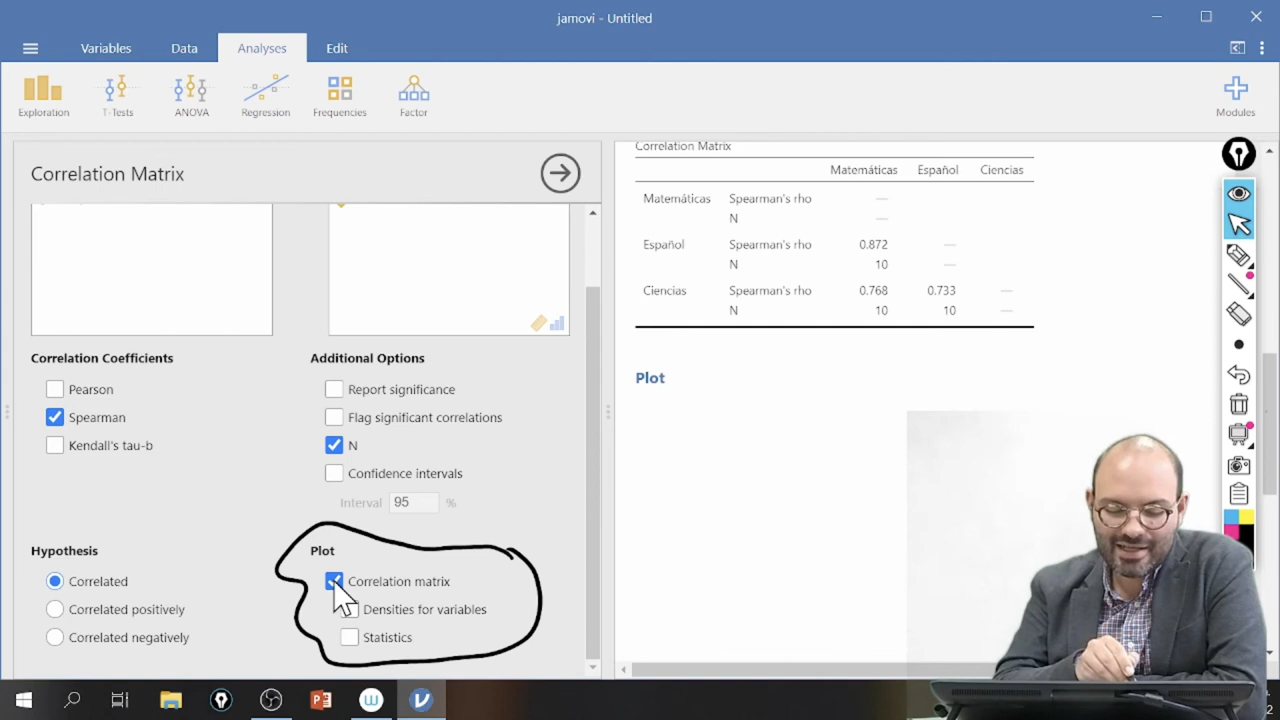 jamovi - Untitled
Variables Data Analyses Edit
Exploration T-Tests ANOVA Regression Frequencies Factor Modules
Correlation Matrix
Correlation Coefficients
Pearson
Spearman
Kendall's tau-b
Additional Options
Report significance
Flag significant correlations
N
Confidence intervals
Interval 95 %
Hypothesis
Correlated
Correlated positively
Correlated negatively
Plot
Correlation matrix
Densities for variables
Statistics
Correlation Matrix
Matemáticas Español Ciencias
Matemáticas Spearman's rho —
N —
Español Spearman's rho 0.872 —
N 10 —
Ciencias Spearman's rho 0.768 0.733 —
N 10 10 —
Plot